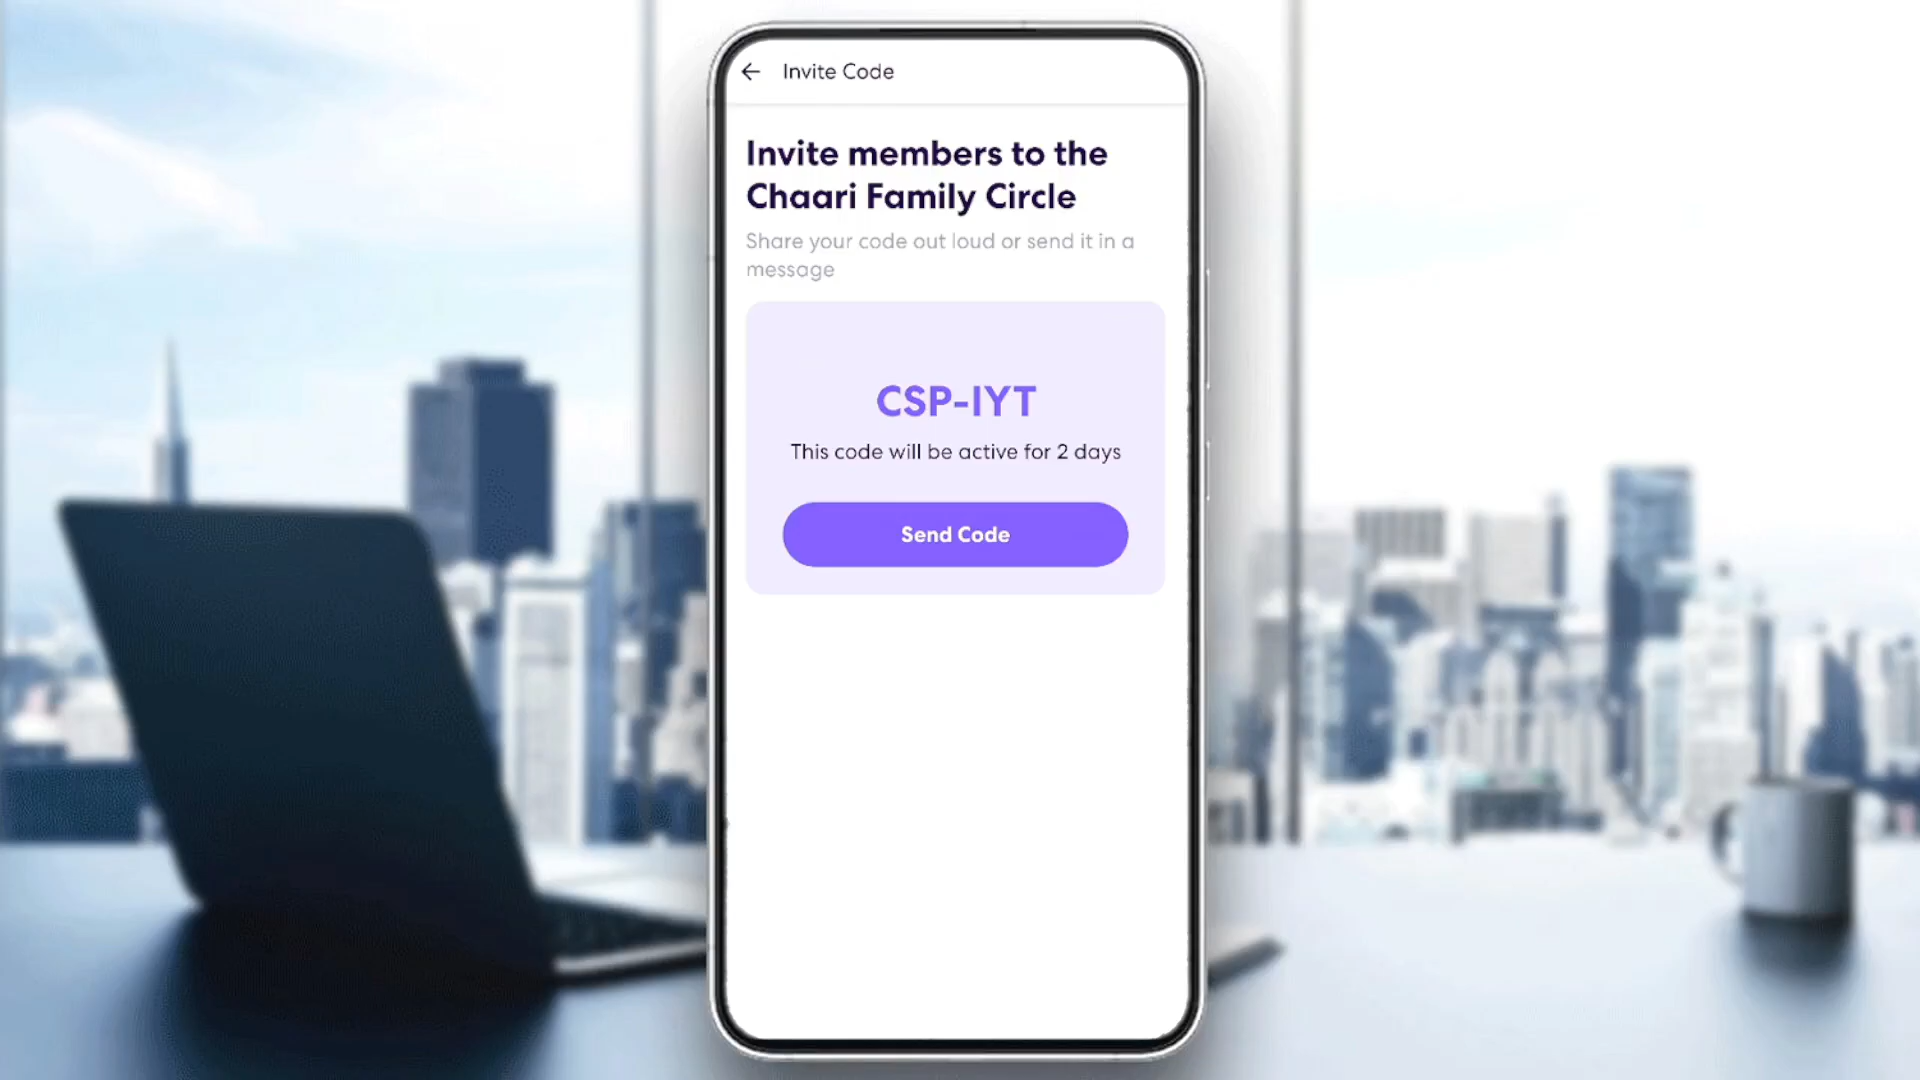 Invite Code
Invite members to the
Chaari Family Circle
Share your code out loud or send it in a
message
CSP-IYT
This code will be active for 2 days
Send Code